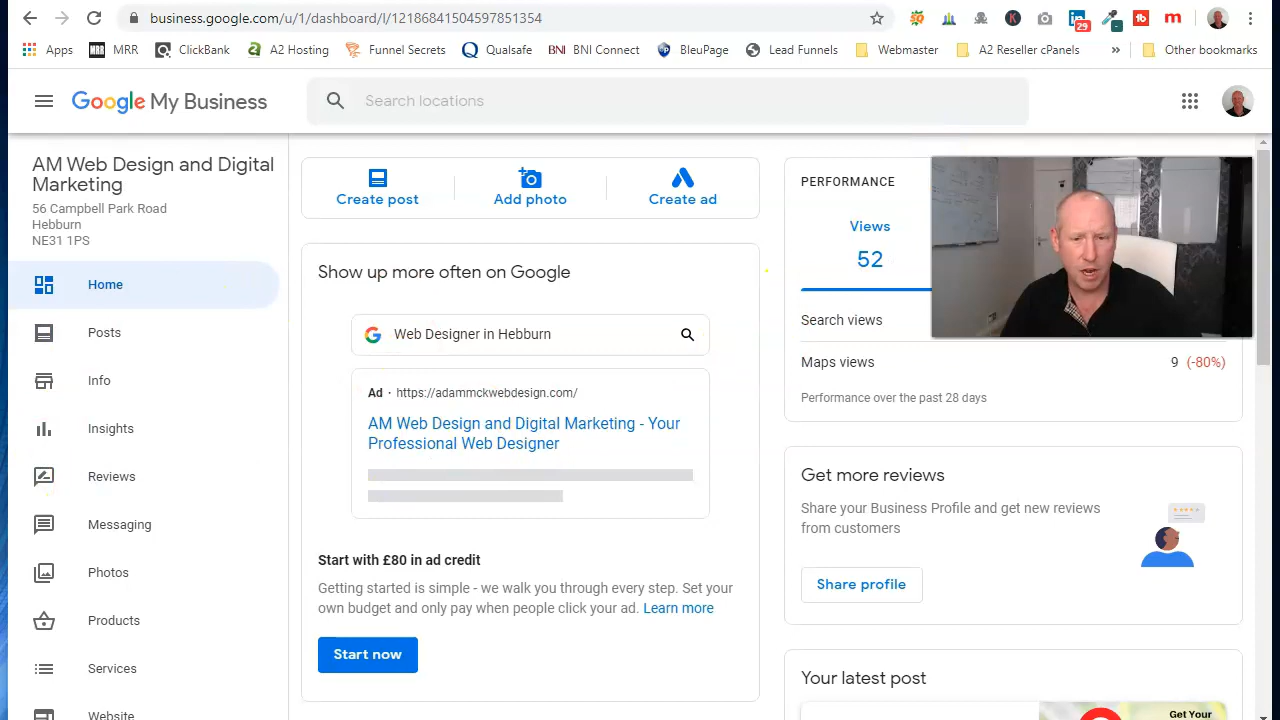 business.google.com/u/1/dashboard/l/12186841504597851354
29
Apps
MRR
MRR
ClickBank
A2 Hosting
Funnel Secrets
Qualsafe
BNI
BNI Connect
BleuPage
Lead Funnels
Webmaster
A2 Reseller cPanels
»
Other bookmarks
Google My Business
Search locations
AM Web Design and Digital
Marketing
56 Campbell Park Road
Hebburn
NE31 1PS
Home
Posts
Info
Insights
Reviews
Messaging
Photos
Products
Services
Website
Create post
Add photo
Create ad
Show up more often on Google
Web Designer in Hebburn
Ad · https://adammckwebdesign.com/
AM Web Design and Digital Marketing - Your
Professional Web Designer
Start with £80 in ad credit
Getting started is simple - we walk you through every step. Set your
own budget and only pay when people click your ad. Learn more
Start now
PERFORMANCE
Views
52
Search views
Maps views 9 (-80%)
Performance over the past 28 days
Get more reviews
Share your Business Profile and get new reviews
from customers
Share profile
Your latest post
Get Your